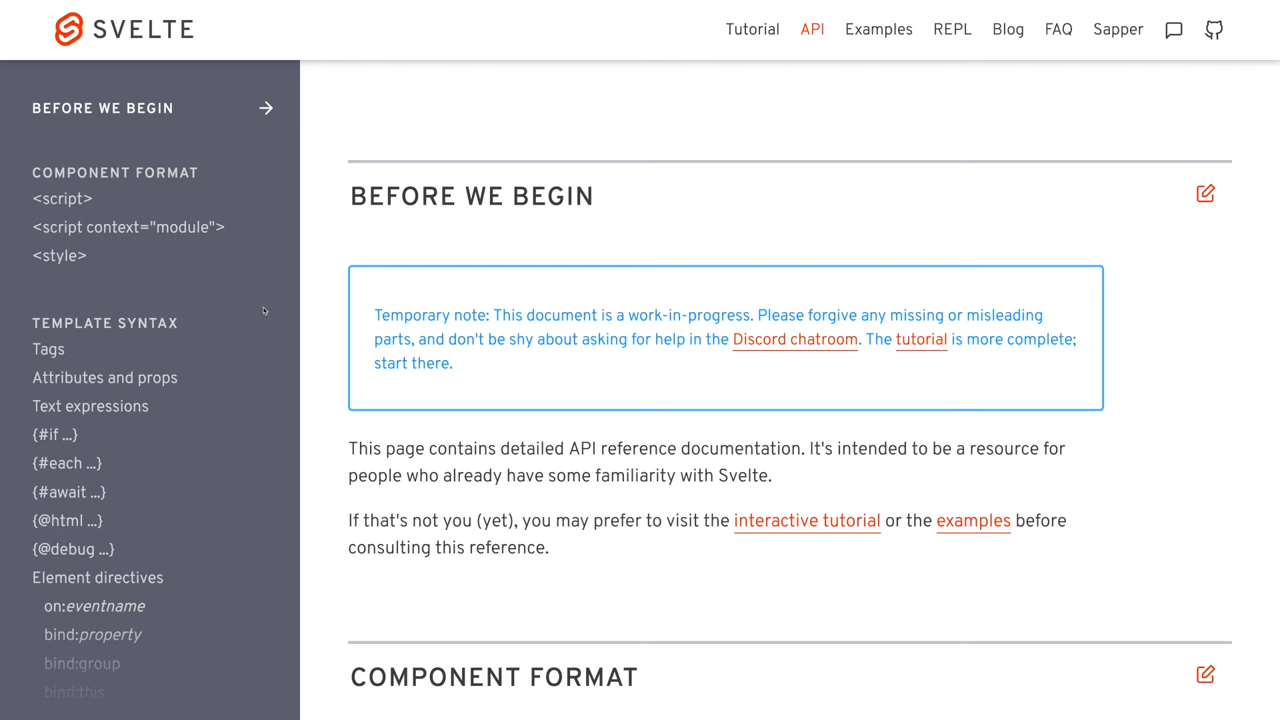 SVELTE
Tutorial API Examples REPL Blog FAQ Sapper
BEFORE WE BEGIN
COMPONENT FORMAT
<script>
<script context="module">
<style>
TEMPLATE SYNTAX
Tags
Attributes and props
Text expressions
{#if ...}
{#each ...}
{#await ...}
{@html ...}
{@debug ...}
Element directives
on:eventname
bind:property
bind:group
bind:this
BEFORE WE BEGIN
Temporary note: This document is a work-in-progress. Please forgive any missing or misleading
parts, and don't be shy about asking for help in the Discord chatroom. The tutorial is more complete;
start there.
This page contains detailed API reference documentation. It's intended to be a resource for
people who already have some familiarity with Svelte.
If that's not you (yet), you may prefer to visit the interactive tutorial or the examples before
consulting this reference.
COMPONENT FORMAT